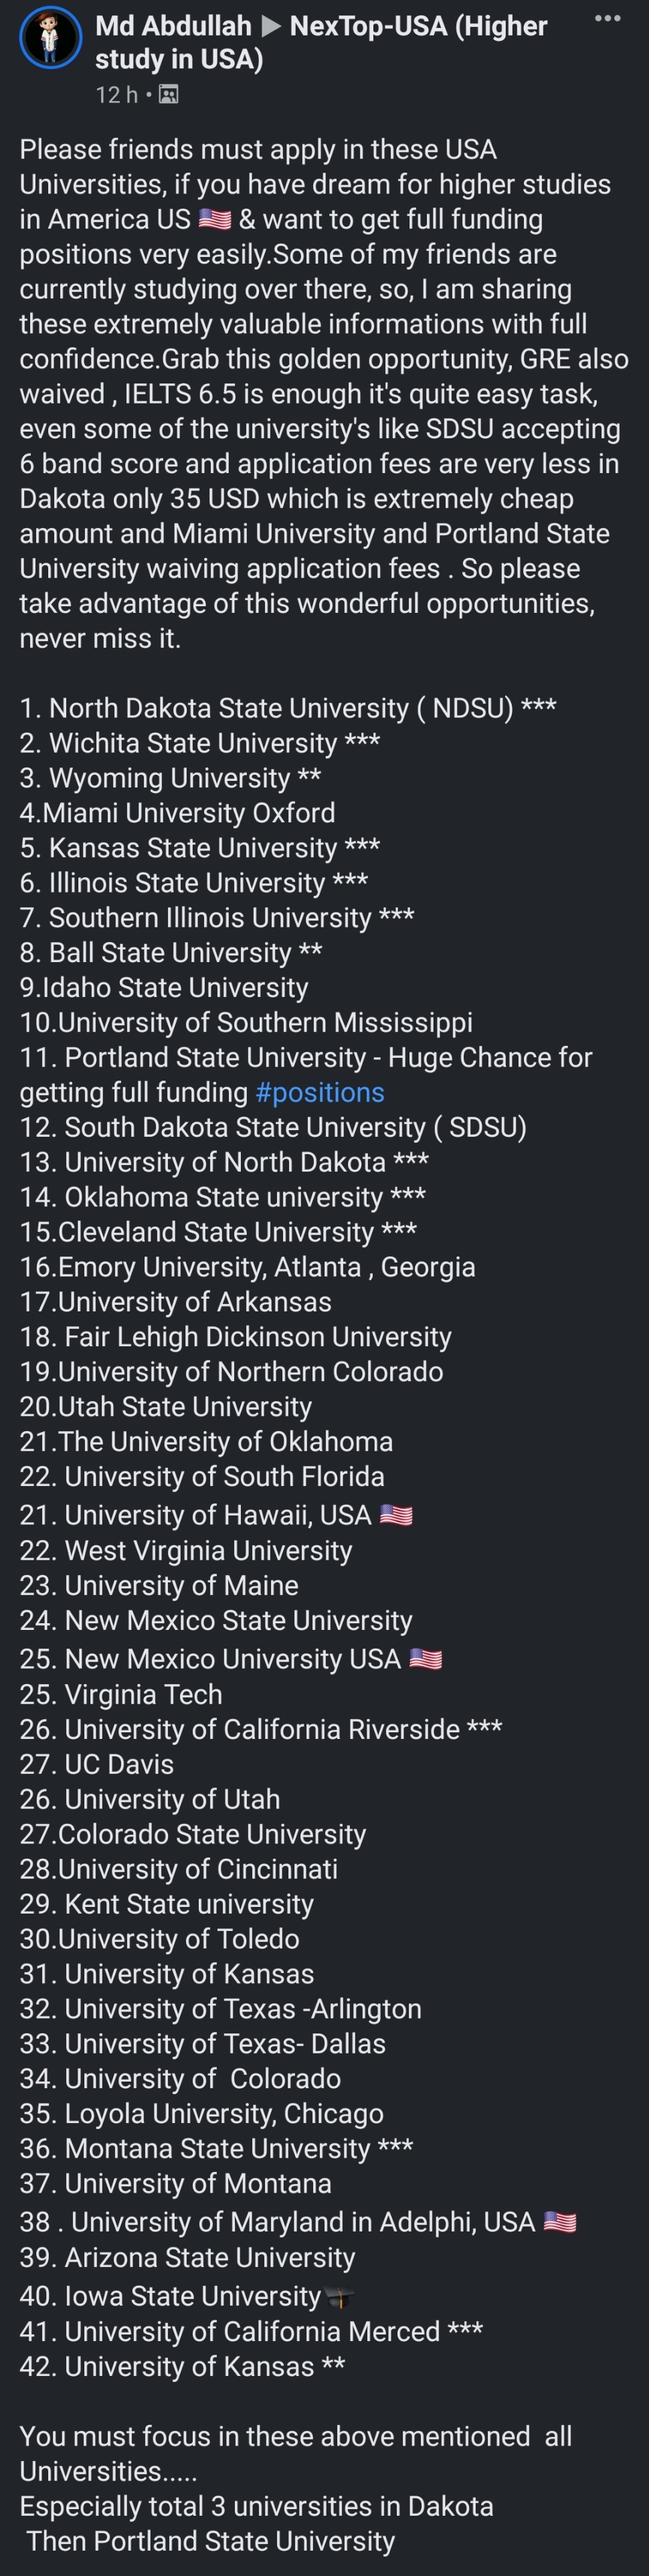 Md Abdullah ▶ NexTop-USA (Higher
study in USA)
12 h •
Please friends must apply in these USA
Universities, if you have dream for higher studies
in America US 🇺🇸 & want to get full funding
positions very easily.Some of my friends are
currently studying over there, so, I am sharing
these extremely valuable informations with full
confidence.Grab this golden opportunity, GRE also
waived , IELTS 6.5 is enough it's quite easy task,
even some of the university's like SDSU accepting
6 band score and application fees are very less in
Dakota only 35 USD which is extremely cheap
amount and Miami University and Portland State
University waiving application fees . So please
take advantage of this wonderful opportunities,
never miss it.
1. North Dakota State University ( NDSU) ***
2. Wichita State University ***
3. Wyoming University **
4.Miami University Oxford
5. Kansas State University ***
6. Illinois State University ***
7. Southern Illinois University ***
8. Ball State University **
9.Idaho State University
10.University of Southern Mississippi
11. Portland State University - Huge Chance for
getting full funding #positions
12. South Dakota State University ( SDSU)
13. University of North Dakota ***
14. Oklahoma State university ***
15.Cleveland State University ***
16.Emory University, Atlanta , Georgia
17.University of Arkansas
18. Fair Lehigh Dickinson University
19.University of Northern Colorado
20.Utah State University
21.The University of Oklahoma
22. University of South Florida
21. University of Hawaii, USA 🇺🇸
22. West Virginia University
23. University of Maine
24. New Mexico State University
25. New Mexico University USA 🇺🇸
25. Virginia Tech
26. University of California Riverside ***
27. UC Davis
26. University of Utah
27.Colorado State University
28.University of Cincinnati
29. Kent State university
30.University of Toledo
31. University of Kansas
32. University of Texas -Arlington
33. University of Texas- Dallas
34. University of  Colorado
35. Loyola University, Chicago
36. Montana State University ***
37. University of Montana
38 . University of Maryland in Adelphi, USA 🇺🇸
39. Arizona State University
40. Iowa State University🎓
41. University of California Merced ***
42. University of Kansas **
You must focus in these above mentioned  all
Universities.....
Especially total 3 universities in Dakota
Then Portland State University